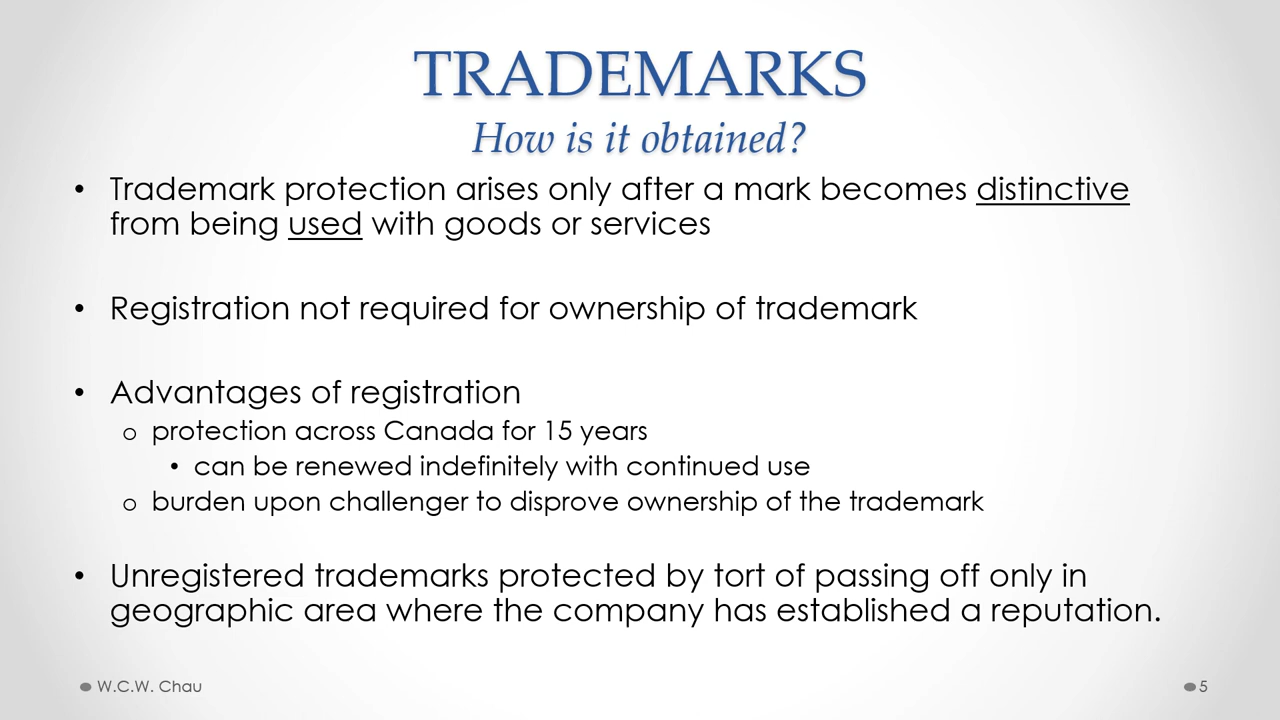 TRADEMARKS
How is it obtained?
• Trademark protection arises only after a mark becomes distinctive
from being used with goods or services
• Registration not required for ownership of trademark
• Advantages of registration
o protection across Canada for 15 years
• can be renewed indefinitely with continued use
o burden upon challenger to disprove ownership of the trademark
• Unregistered trademarks protected by tort of passing off only in
geographic area where the company has established a reputation.
W.C.W. Chau
5